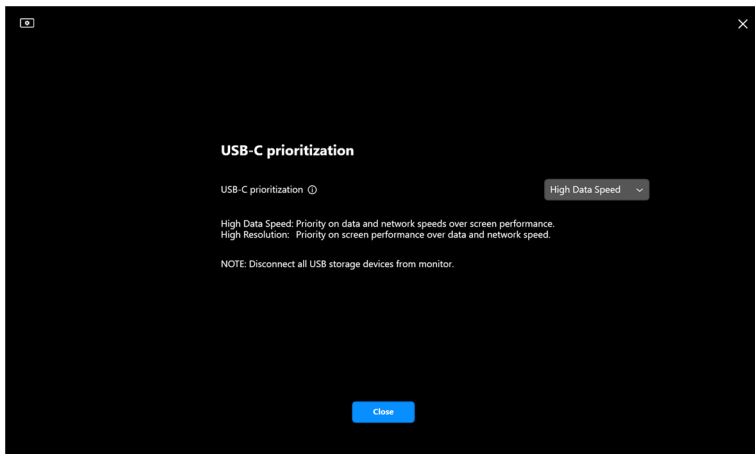 USB-C prioritization
USB-C prioritization
High Data Speed
High Data Speed: Priority on data and network speeds over screen performance.
High Resolution: Priority on screen performance over data and network speed.
NOTE: Disconnect all USB storage devices from monitor.
Close